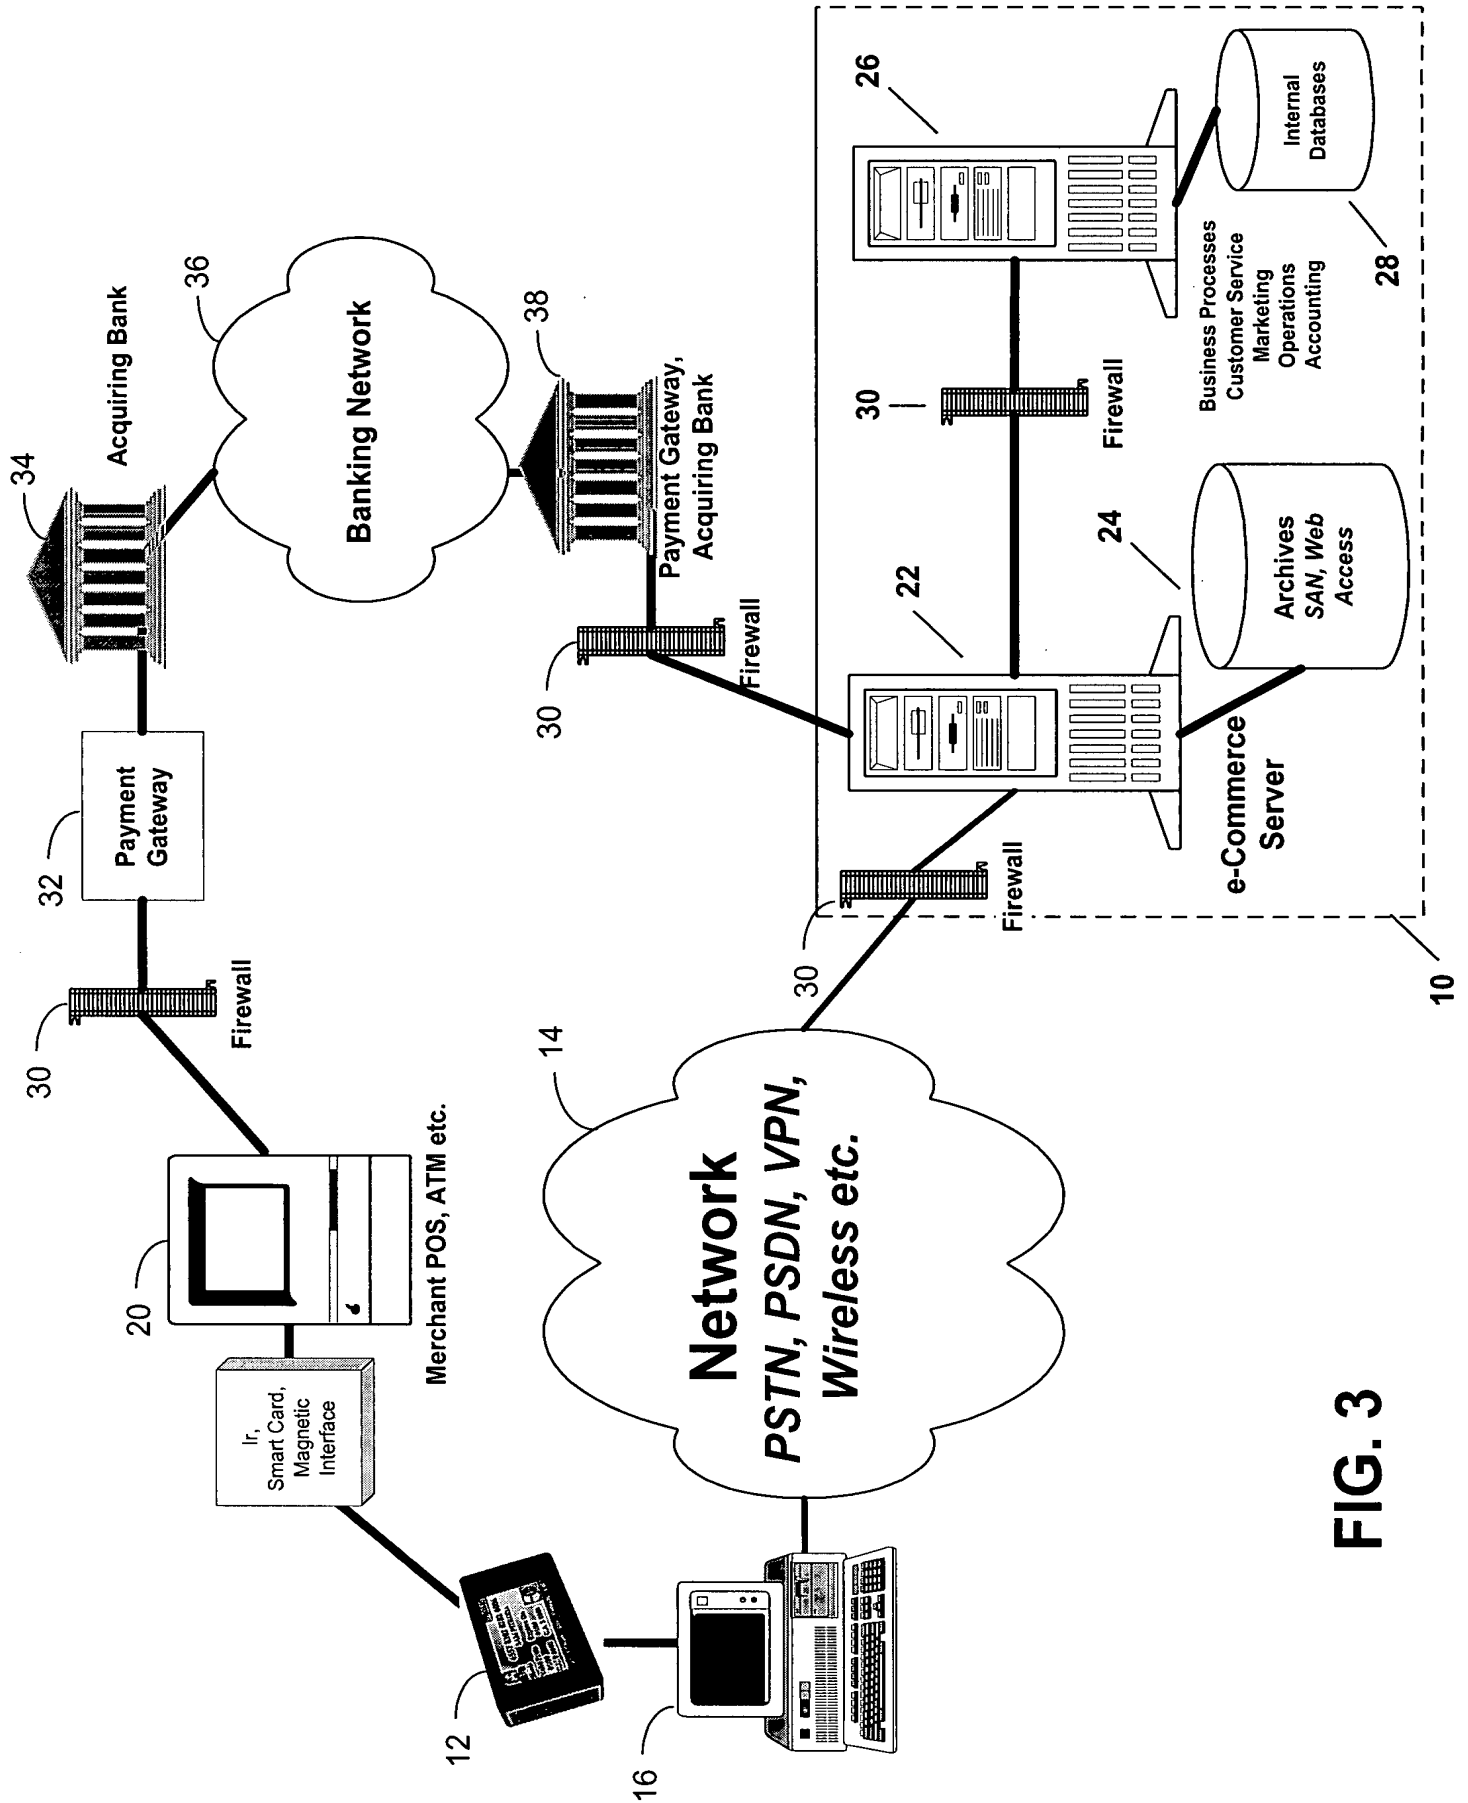 34
30
32
Acquiring Bank
Payment
Gateway
20
36
Firewall
Ir,
Smart Card,
Magnetic
Interface
Banking Network
Merchant POS, ATM etc.
12
38
30
14
16
Payment Gateway,
Acquiring Bank
Firewall
Network
PSTN, PSDN, VPN,
Wireless etc.
30
26
30
22
Firewall
Firewall
24
Business Processes
Customer Service
Marketing
Operations
Accounting
e-Commerce
Server
Archives
SAN, Web
Access
Internal
Databases
28
10
FIG. 3